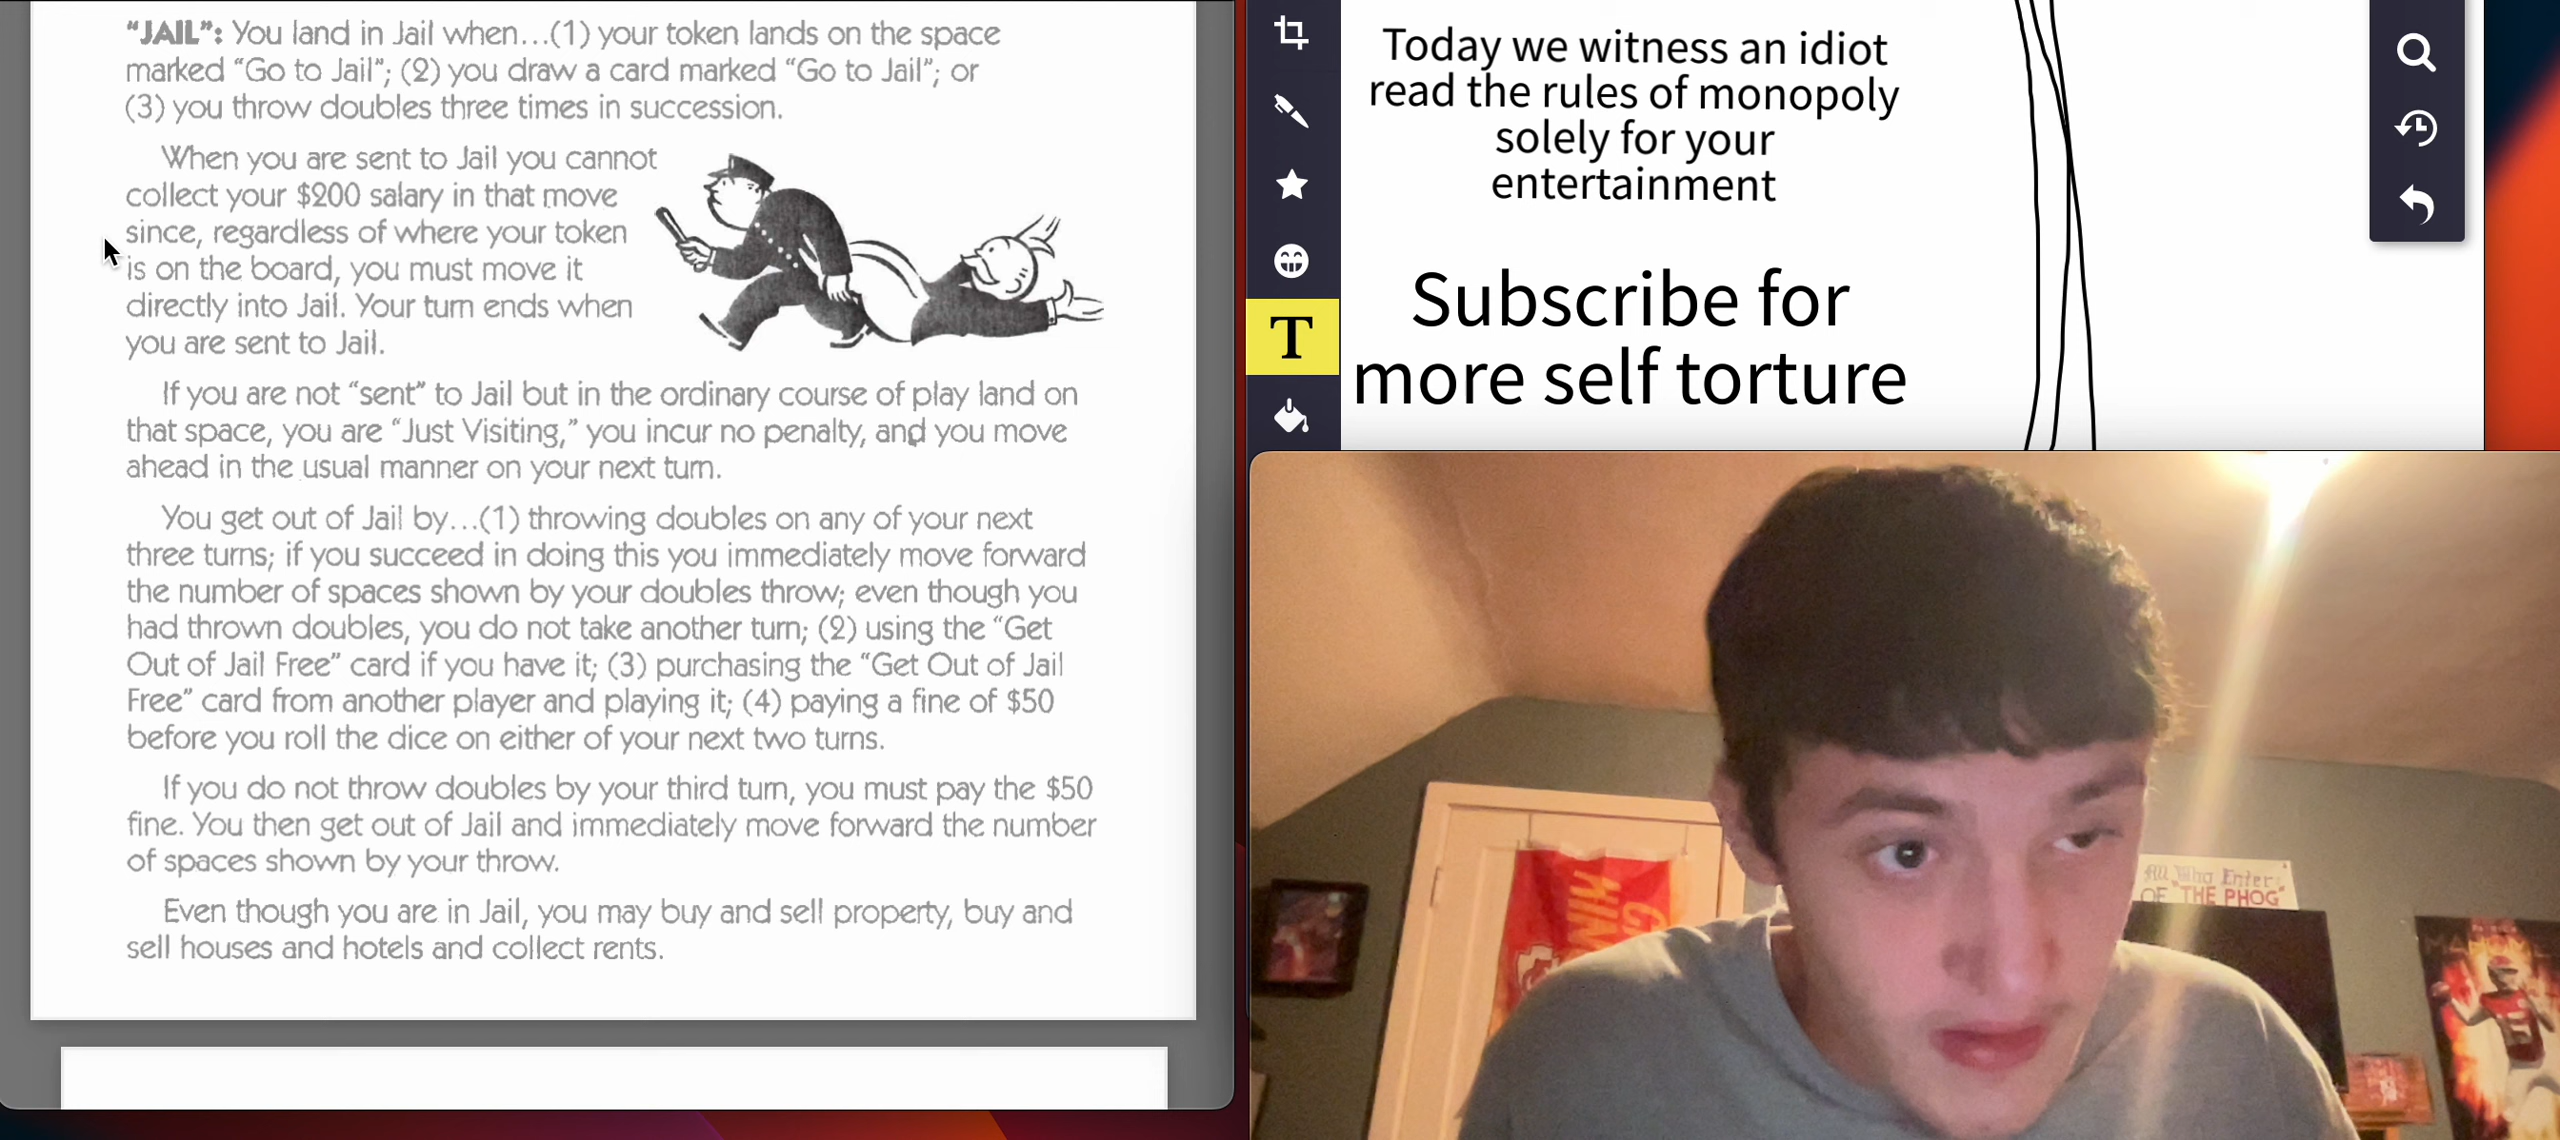 “JAIL”: You land in Jail when...(1) your token lands on the space
marked “Go to Jail”; (2) you draw a card marked “Go to Jail”; or
(3) you throw doubles three times in succession.
When you are sent to Jail you cannot
collect your $200 salary in that move
since, regardless of where your token
is on the board, you must move it
directly into Jail. Your turn ends when
you are sent to Jail.
If you are not “sent” to Jail but in the ordinary course of play land on
that space, you are “Just Visiting,” you incur no penalty, and you move
ahead in the usual manner on your next turn.
You get out of Jail by...(1) throwing doubles on any of your next
three turns; if you succeed in doing this you immediately move forward
the number of spaces shown by your doubles throw; even though you
had thrown doubles, you do not take another turn; (2) using the “Get
Out of Jail Free” card if you have it; (3) purchasing the “Get Out of Jail
Free” card from another player and playing it; (4) paying a fine of $50
before you roll the dice on either of your next two turns.
If you do not throw doubles by your third turn, you must pay the $50
fine. You then get out of Jail and immediately move forward the number
of spaces shown by your throw.
Even though you are in Jail, you may buy and sell property, buy and
sell houses and hotels and collect rents.
Today we witness an idiot
read the rules of monopoly
solely for your
entertainment
Subscribe for
more self torture
T
All Who Enter
OF "THE PHOG"